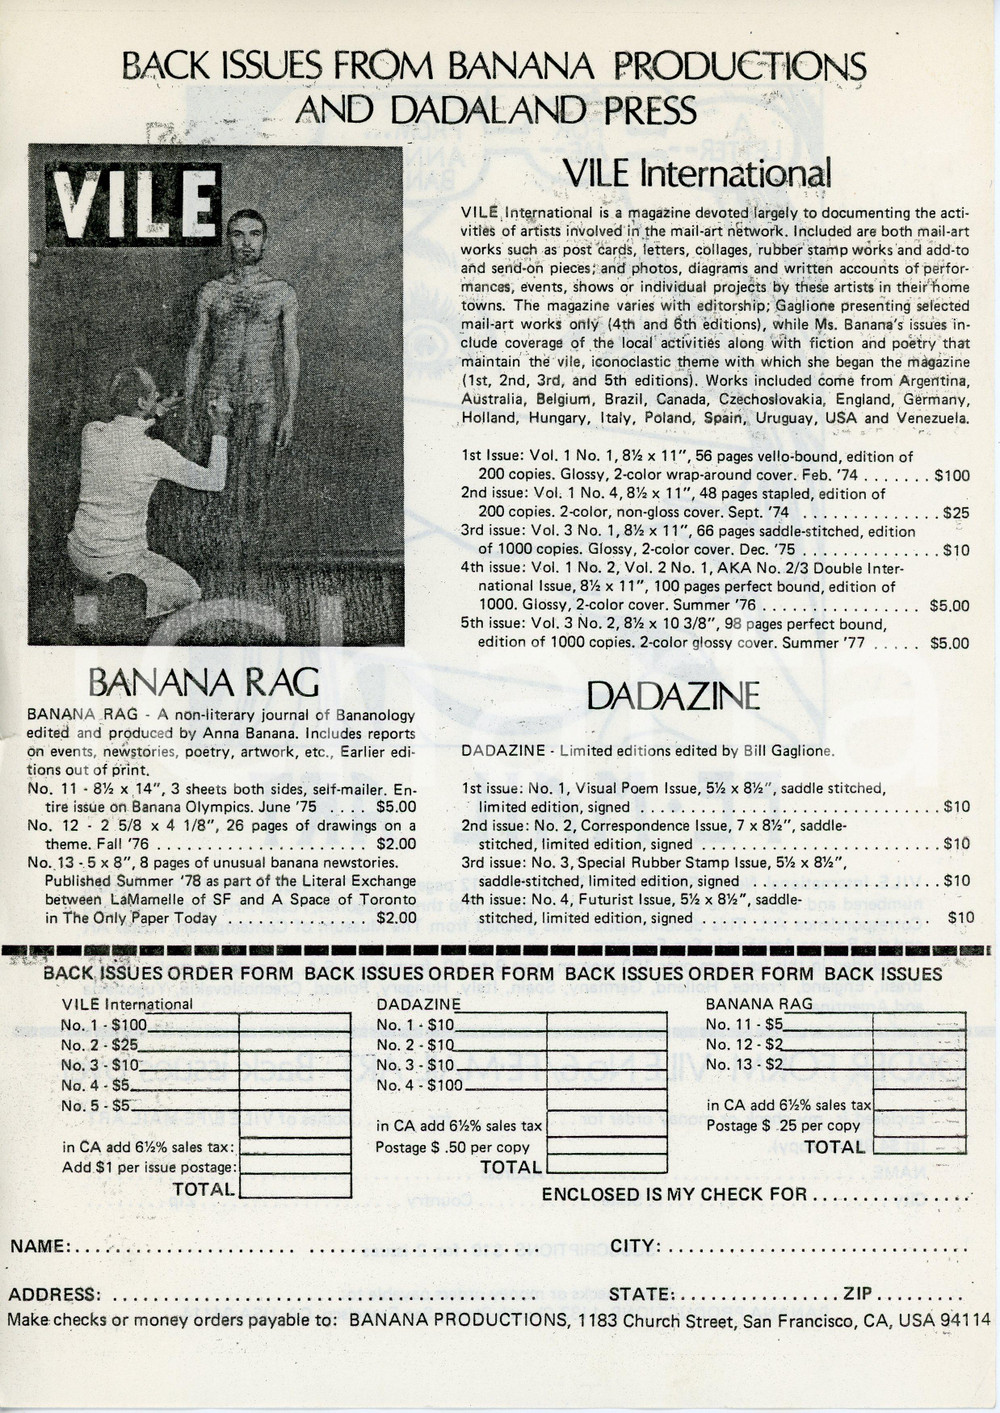 BACK ISSUES FROM BANANA PRODUCTIONS
AND DADALAND PRESS
VILE
VILE International
VILE International is a magazine devoted largely to documenting the acti-
vities of artists involved in the mail-art network. Included are both mail-art
works such as post cards, letters, collages, rubber stamp works and add-to
and send-on pieces; and photos, diagrams and written accounts of perfor-
mances, events, shows or individual projects by these artists in their home
towns. The magazine varies with editorship; Gaglione presenting selected
mail-art works only (4th and 6th editions), while Ms. Banana's issues in-
clude coverage of the local activities along with fiction and poetry that
maintain the vile, iconoclastic theme with which she began the magazine
(1st, 2nd, 3rd, and 5th editions). Works included come from Argentina,
Australia, Belgium, Brazil, Canada, Czechoslovakia, England, Germany,
Holland, Hungary, Italy, Poland, Spain, Uruguay, USA and Venezuela.
1st Issue: Vol. 1 No. 1, 8½ x 11", 56 pages vello-bound, edition of
200 copies. Glossy, 2-color wrap-around cover. Feb. '74 . . . . . . . $100
2nd issue: Vol. 1 No. 4, 8½ x 11", 48 pages stapled, edition of
200 copies. 2-color, non-gloss cover. Sept. '74 . . . . . . . . . . . . . . $25
3rd issue: Vol. 3 No. 1, 8½ x 11", 66 pages saddle-stitched, edition
of 1000 copies. Glossy, 2-color cover. Dec. '75 . . . . . . . . . . . . . $10
4th issue: Vol. 1 No. 2, Vol. 2 No. 1, AKA No. 2/3 Double Inter-
national Issue, 8½ x 11", 100 pages perfect bound, edition of
1000. Glossy, 2-color cover. Summer '76 . . . . . . . . . . . . . . . $5.00
5th issue: Vol. 3 No. 2, 8½ x 10 3/8", 98 pages perfect bound,
edition of 1000 copies. 2-color glossy cover. Summer '77 . . . . . $5.00
BANANA RAG
BANANA RAG - A non-literary journal of Bananology
edited and produced by Anna Banana. Includes reports
on events, newstories, poetry, artwork, etc., Earlier edi-
tions out of print.
No. 11 - 8½ x 14", 3 sheets both sides, self-mailer. En-
tire issue on Banana Olympics. June '75 . . . . . $5.00
No. 12 - 2 5/8 x 4 1/8", 26 pages of drawings on a
theme. Fall '76 . . . . . . . . . . . . . . . . . . . . $2.00
No. 13 - 5 x 8", 8 pages of unusual banana newstories.
Published Summer '78 as part of the Literal Exchange
between LaMamelle of SF and A Space of Toronto
in The Only Paper Today . . . . . . . . . . . . . . $2.00
DADAZINE
DADAZINE - Limited editions edited by Bill Gaglione.
1st issue: No. 1, Visual Poem Issue, 5½ x 8½", saddle stitched,
limited edition, signed . . . . . . . . . . . . . . . . . . . . . . . . . . . . $10
2nd issue: No. 2, Correspondence Issue, 7 x 8½", saddle-
stitched, limited edition, signed . . . . . . . . . . . . . . . . . . . . . . $10
3rd issue: No. 3, Special Rubber Stamp Issue, 5½ x 8½",
saddle-stitched, limited edition, signed . . . . . . . . . . . . . . . . . $10
4th issue: No. 4, Futurist Issue, 5½ x 8½", saddle-
stitched, limited edition, signed . . . . . . . . . . . . . . . . . . . . . . $10
BACK ISSUES ORDER FORM BACK ISSUES ORDER FORM BACK ISSUES ORDER FORM BACK ISSUES
VILE International
No. 1 - $100
No. 2 - $25
No. 3 - $10
No. 4 - $5
No. 5 - $5
in CA add 6½% sales tax:
Add $1 per issue postage:
TOTAL
DADAZINE
No. 1 - $10
No. 2 - $10
No. 3 - $10
No. 4 - $100
in CA add 6½% sales tax
Postage $ .50 per copy
TOTAL
BANANA RAG
No. 11 - $5
No. 12 - $2
No. 13 - $2
in CA add 6½% sales tax
Postage $ .25 per copy
TOTAL
ENCLOSED IS MY CHECK FOR . . . . . . . . . . . . . .
NAME: . . . . . . . . . . . . . . . . . . . . . . . . . . . . . . . . . . . . . . CITY: . . . . . . . . . . . . . . . . . . . . . . . . . . .
ADDRESS: . . . . . . . . . . . . . . . . . . . . . . . . . . . . . . . . . . . . . . STATE: . . . . . . . . . . . . . . . ZIP . . . . . . . . .
Make checks or money orders payable to: BANANA PRODUCTIONS, 1183 Church Street, San Francisco, CA, USA 94114